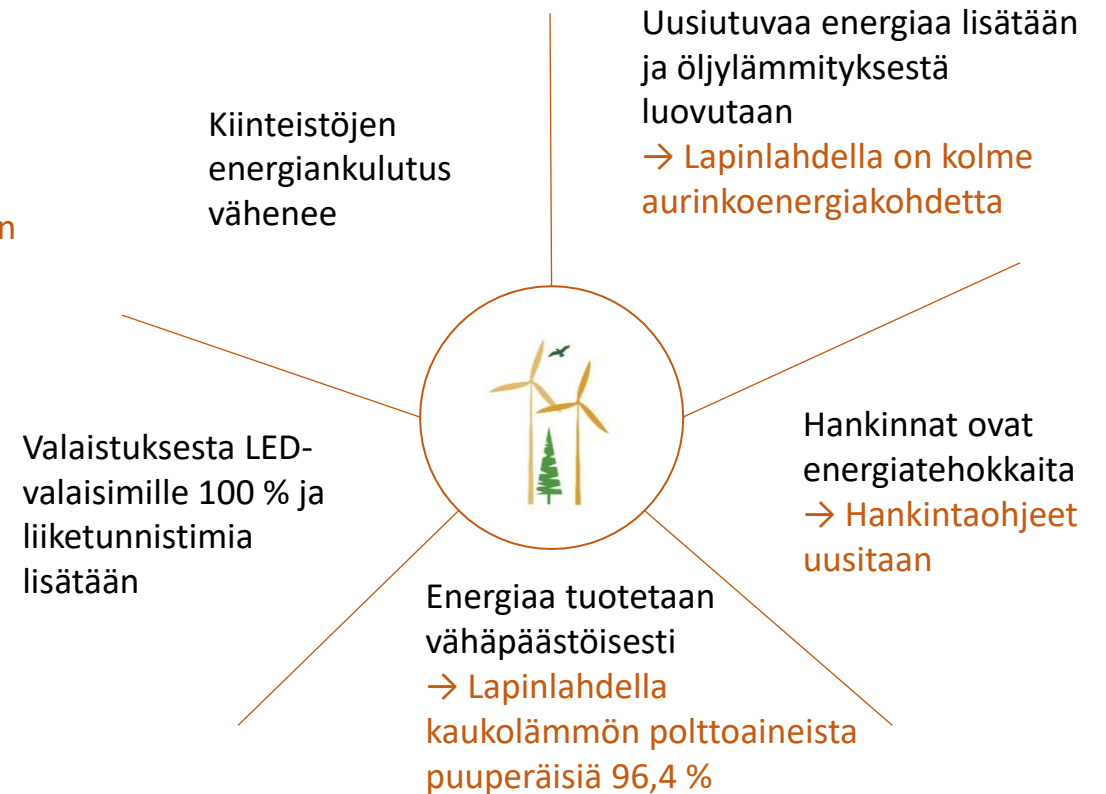 Uusiutuvaa energiaa lisätään
ja öljylämmityksestä
luovutaan
→ Lapinlahdella on kolme
aurinkoenergiakohdetta
Kiinteistöjen
energiankulutus
vähenee
n
Valaistuksesta LED-
valaisimille 100 % ja
liiketunnistimia
lisätään
Hankinnat ovat
energiatehokkaita
→ Hankintaohjeet
uusitaan
Energiaa tuotetaan
vähäpäästöisesti
→ Lapinlahdella
kaukolämmön polttoaineista
puuperäisiä 96,4 %